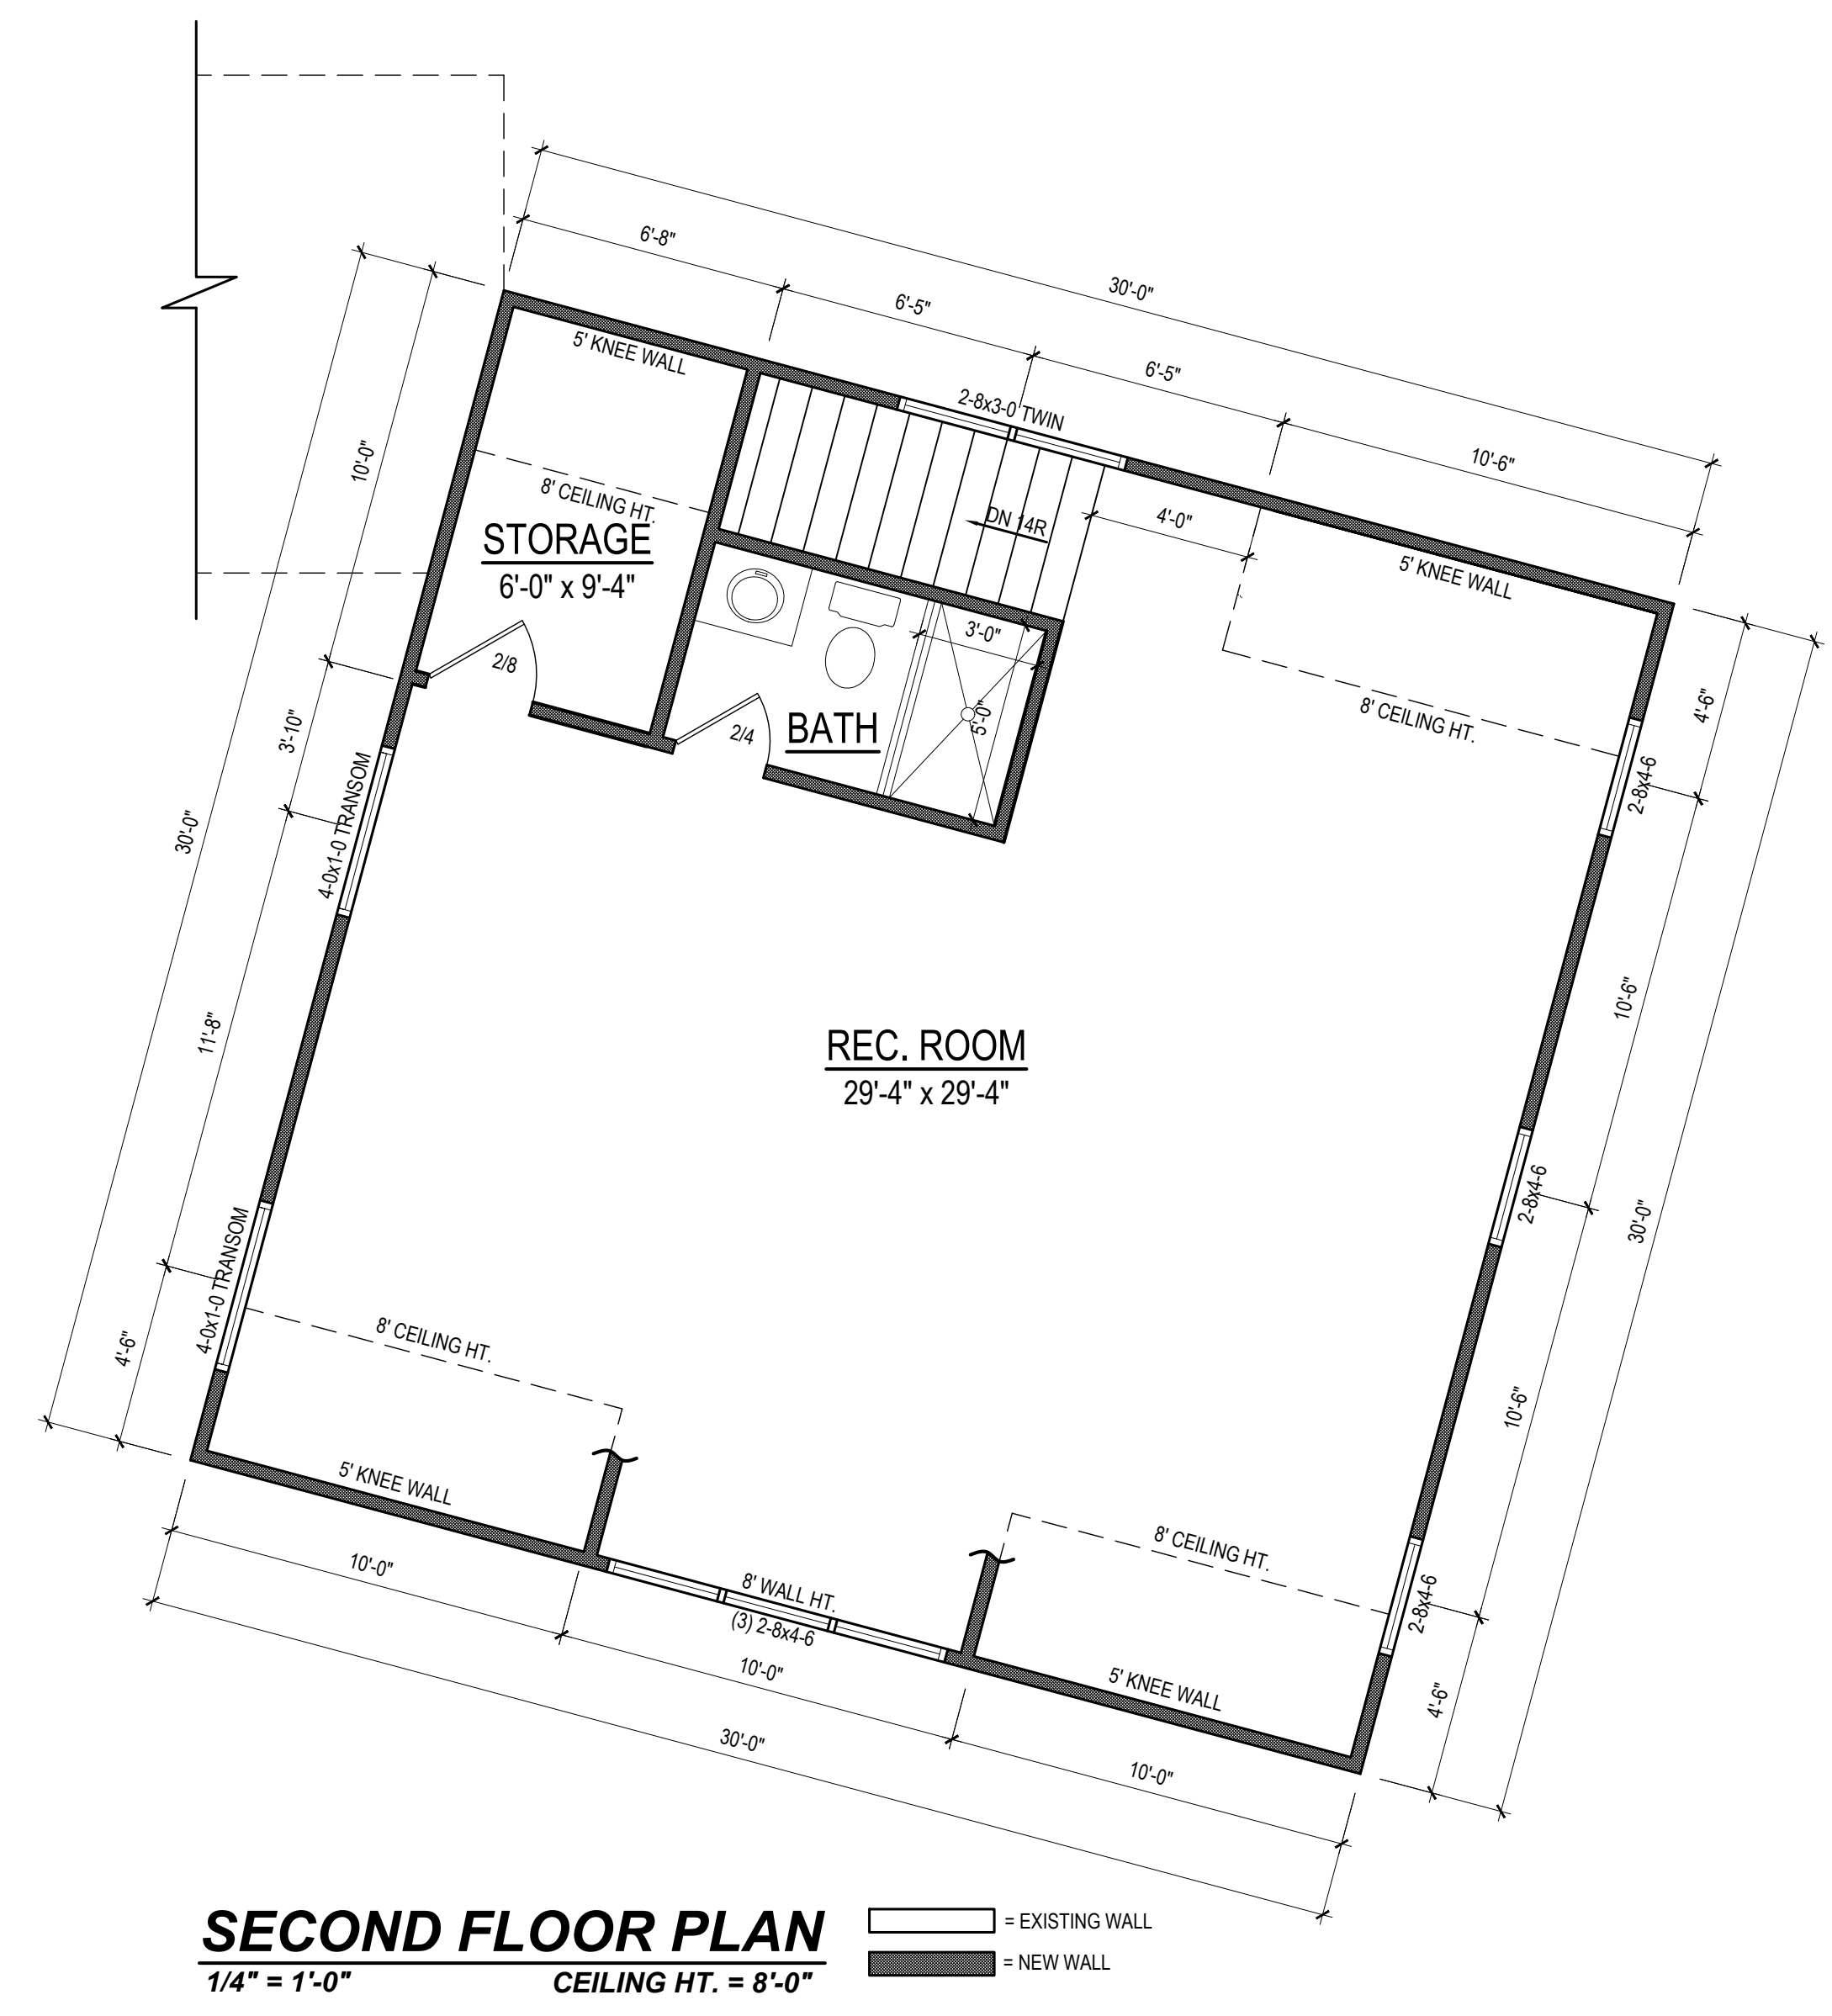 30'-0"
6'-8"
6'-5"
6'-5"
10'-6"
5' KNEE WALL
2-8x3-0 TWIN
10'-0"
8' CEILING HT.
STORAGE
6'-0" x 9'-4"
DN 14R
4'-0"
5' KNEE WALL
8' CEILING HT.
2/8
3'-0"
5'-0"
2/4
BATH
4'-6"
2-8x4-6
3'-10"
4-0x1-0 TRANSOM
30'-0"
11'-8"
10'-6"
REC. ROOM
29'-4" x 29'-4"
2-8x4-6
30'-0"
4-0x1-0 TRANSOM
4'-6"
8' CEILING HT.
5' KNEE WALL
10'-6"
8' CEILING HT.
2-8x4-6
8' WALL HT.
(3) 2-8x4-6
5' KNEE WALL
4'-6"
10'-0"
10'-0"
10'-0"
30'-0"
SECOND FLOOR PLAN
1/4" = 1'-0"
CEILING HT. = 8'-0"
= EXISTING WALL
= NEW WALL